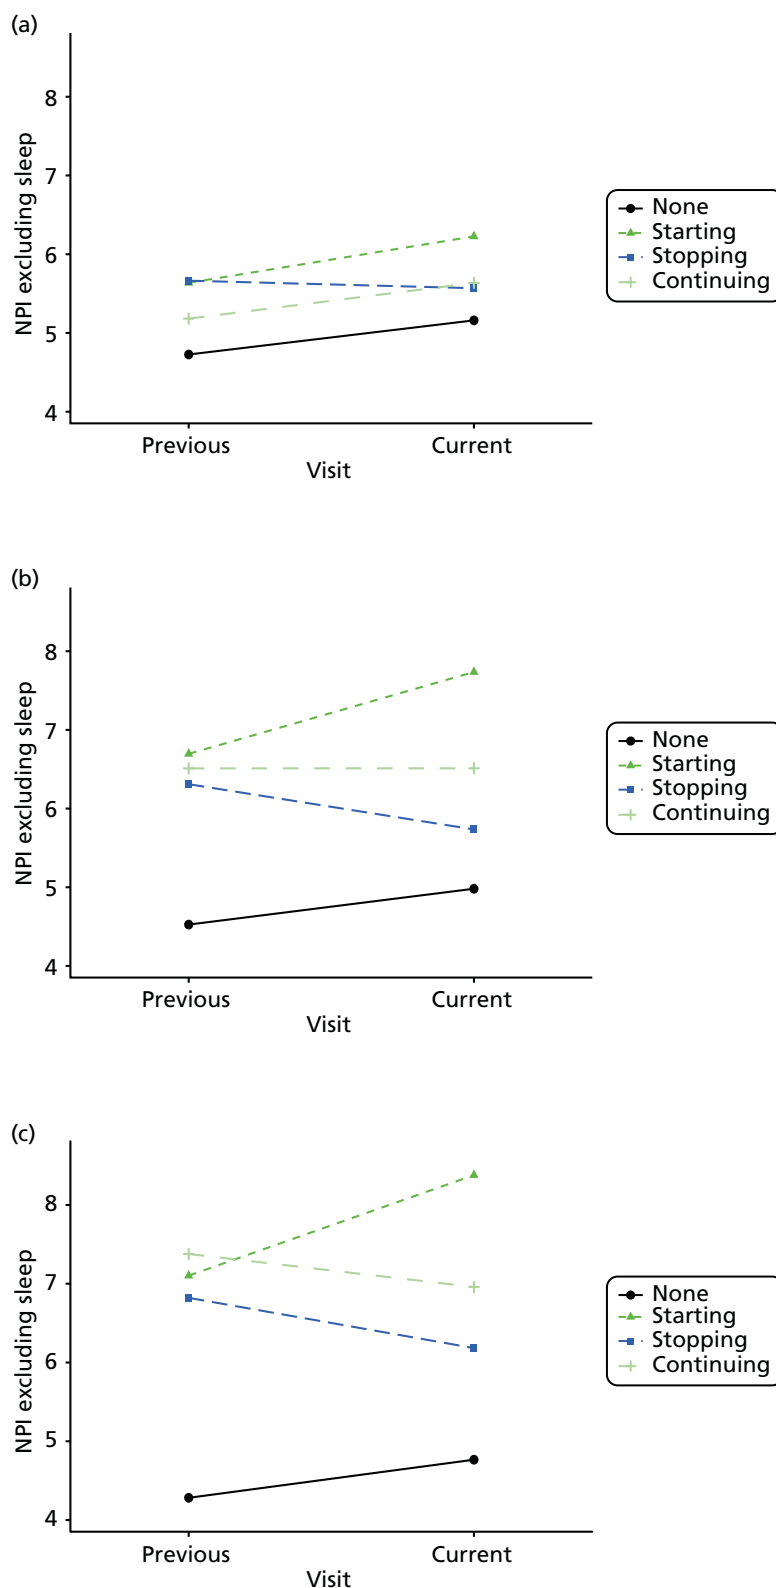 (a)
NPI excluding sleep
8
7
6
5
4
Previous
Current
Visit
None
Starting
Stopping
Continuing
(b)
NPI excluding sleep
8
7
6
5
4
Previous
Current
Visit
None
Starting
Stopping
Continuing
(c)
NPI excluding sleep
8
7
6
5
4
Previous
Current
Visit
None
Starting
Stopping
Continuing